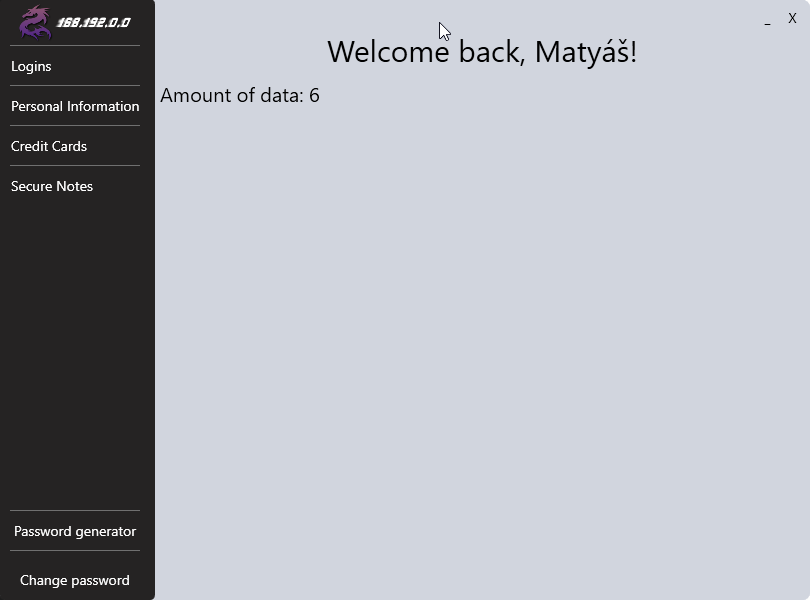 168.192.0.0
Logins
Personal Information
Credit Cards
Secure Notes
Password generator
Change password
_ X
Welcome back, Matyáš!
Amount of data: 6